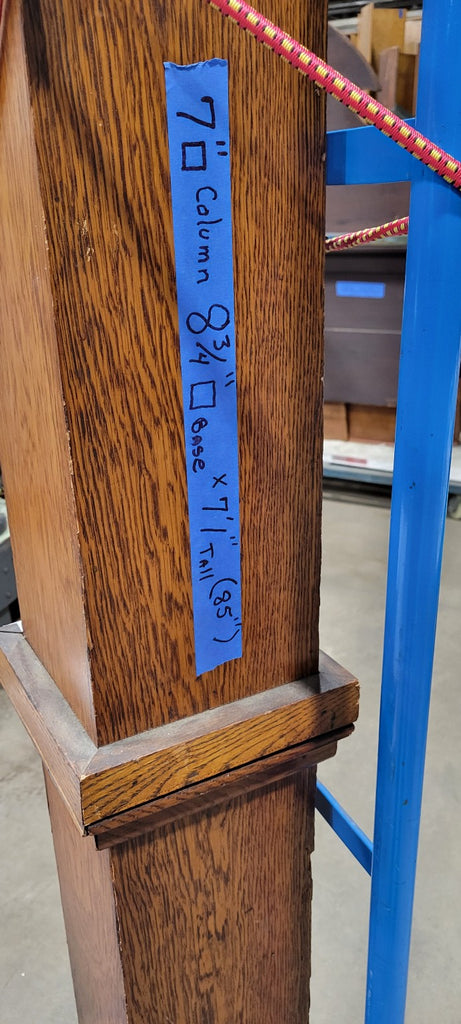 7" □ Column 8 3/4" □ Base x 7'1" Tall (85")